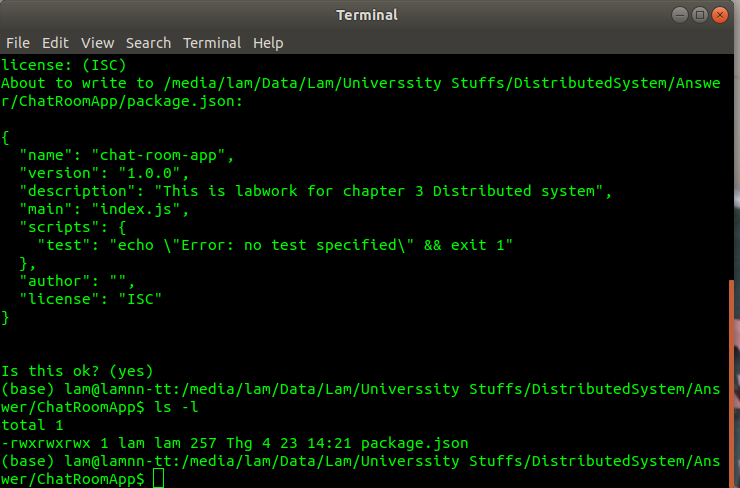 Terminal
File Edit View Search Terminal Help
license: (ISC)
About to write to /media/lam/Data/Lam/Universsity Stuffs/DistributedSystem/Answe
r/ChatRoomApp/package.json:
{
  "name": "chat-room-app",
  "version": "1.0.0",
  "description": "This is labwork for chapter 3 Distributed system",
  "main": "index.js",
  "scripts": {
    "test": "echo \"Error: no test specified\" && exit 1"
  },
  "author": "",
  "license": "ISC"
}
Is this ok? (yes)
(base) lam@lamnn-tt:/media/lam/Data/Lam/Universsity Stuffs/DistributedSystem/Ans
wer/ChatRoomApp$ ls -l
total 1
-rwxrwxrwx 1 lam lam 257 Thg 4 23 14:21 package.json
(base) lam@lamnn-tt:/media/lam/Data/Lam/Universsity Stuffs/DistributedSystem/Ans
wer/ChatRoomApp$